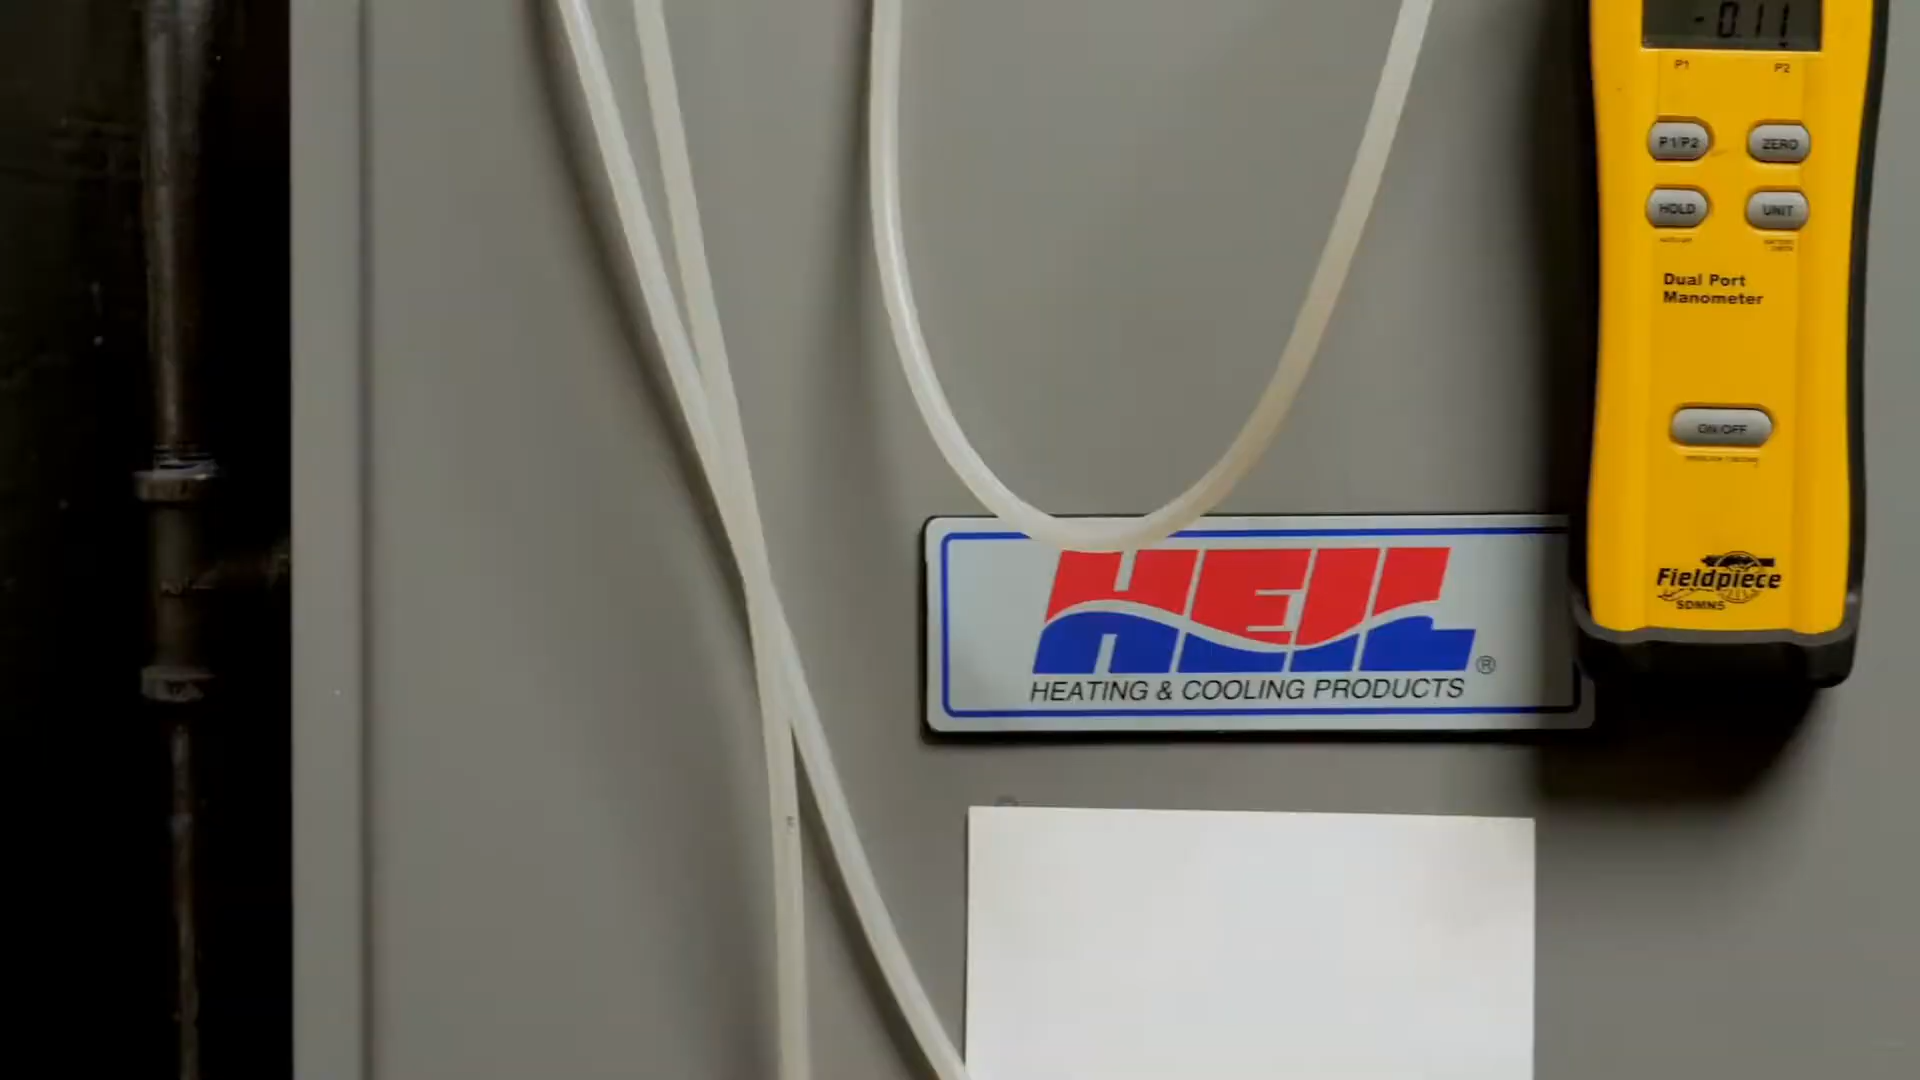 -0.11
P1 P2
P1/P2 ZERO
HOLD UNIT
Dual Port
Manometer
ON/OFF
Fieldpiece
SDMN5
HEIL®
HEATING & COOLING PRODUCTS